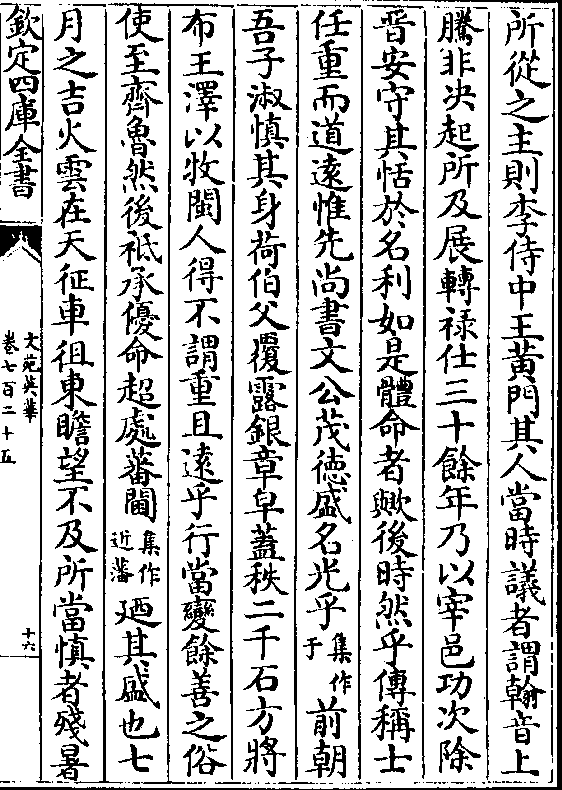 所從之主則李侍中王黃門其人當時議者謂翰音上
騰非决起所及展轉禄仕三十餘年乃以宰邑功次除
晉安守其恬於名利如是體命者歟後時然乎傳稱士
任重而道遠惟先尚書文公茂徳盛名光乎集作于前朝
吾子淑慎其身荷伯父覆露銀章皁蓋秩二千石方將
布王澤以牧閩人得不謂重且遠乎行當變餘善之俗
使至齊魯然後祗承優命超處蕃閫集作近藩廼其盛也七
月之吉火雲在天征車徂東瞻望不及所當慎者殘暑
欽定四庫全書
文苑英華
卷七百二十五
十六